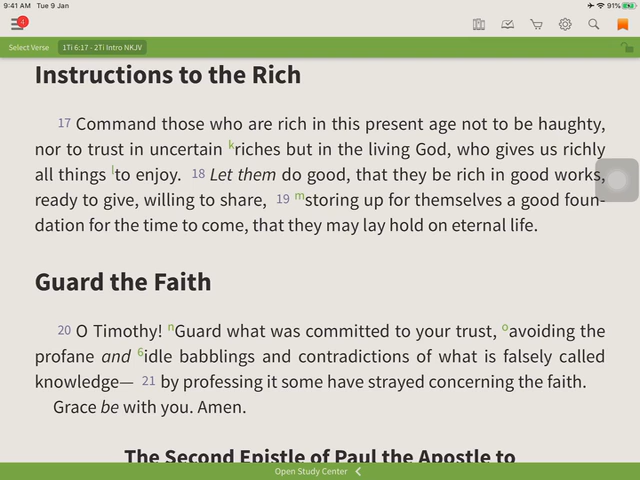 9:41 AM Tue 9 Jan
91%
4
Select Verse 1Ti 6:17 - 2Ti Intro NKJV
Instructions to the Rich
17 Command those who are rich in this present age not to be haughty,
nor to trust in uncertain kriches but in the living God, who gives us richly
all things lto enjoy. 18 Let them do good, that they be rich in good works,
ready to give, willing to share, 19 mstoring up for themselves a good foun-
dation for the time to come, that they may lay hold on eternal life.
Guard the Faith
20 O Timothy! nGuard what was committed to your trust, oavoiding the
profane and 6idle babblings and contradictions of what is falsely called
knowledge— 21 by professing it some have strayed concerning the faith.
Grace be with you. Amen.
The Second Epistle of Paul the Apostle to
Open Study Center